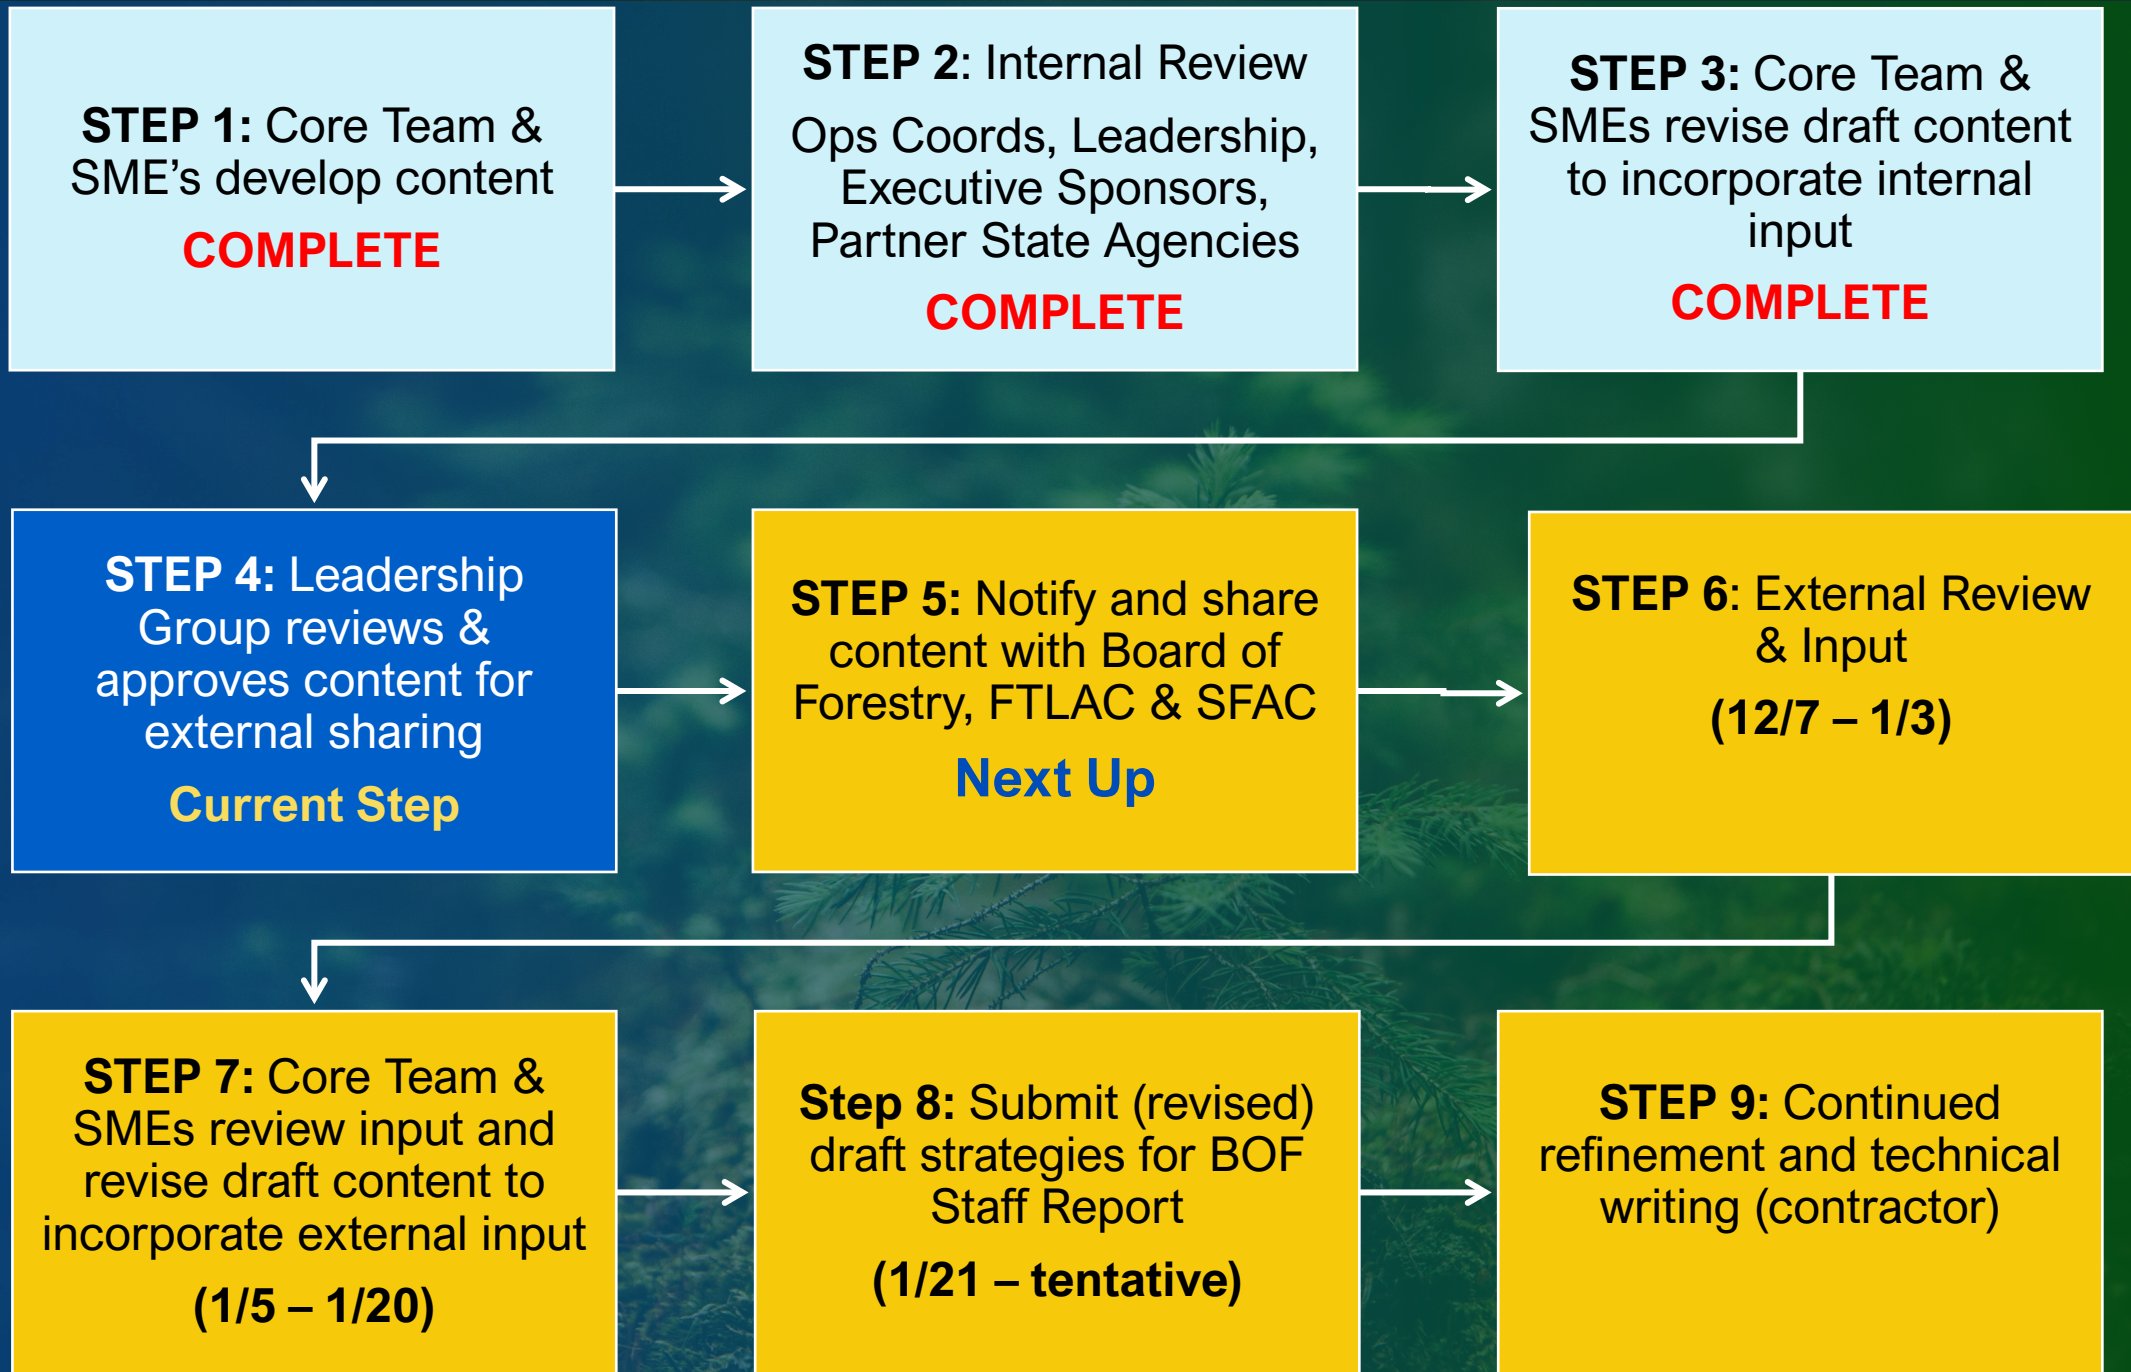 STEP 1: Core Team &
SME’s develop content
COMPLETE
STEP 2: Internal Review
Ops Coords, Leadership,
Executive Sponsors,
Partner State Agencies
COMPLETE
STEP 3: Core Team &
SMEs revise draft content
to incorporate internal
input
COMPLETE
STEP 4: Leadership
Group reviews &
approves content for
external sharing
Current Step
STEP 5: Notify and share
content with Board of
Forestry, FTLAC & SFAC
Next Up
STEP 6: External Review
& Input
(12/7 – 1/3)
STEP 7: Core Team &
SMEs review input and
revise draft content to
incorporate external input
(1/5 – 1/20)
Step 8: Submit (revised)
draft strategies for BOF
Staff Report
(1/21 – tentative)
STEP 9: Continued
refinement and technical
writing (contractor)